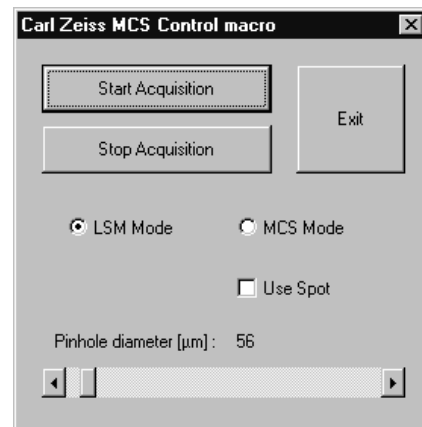 Carl Zeiss MCS Control macro
Start Acquisition
Exit
Stop Acquisition
LSM Mode
MCS Mode
Use Spot
Pinhole diameter [µm] : 56